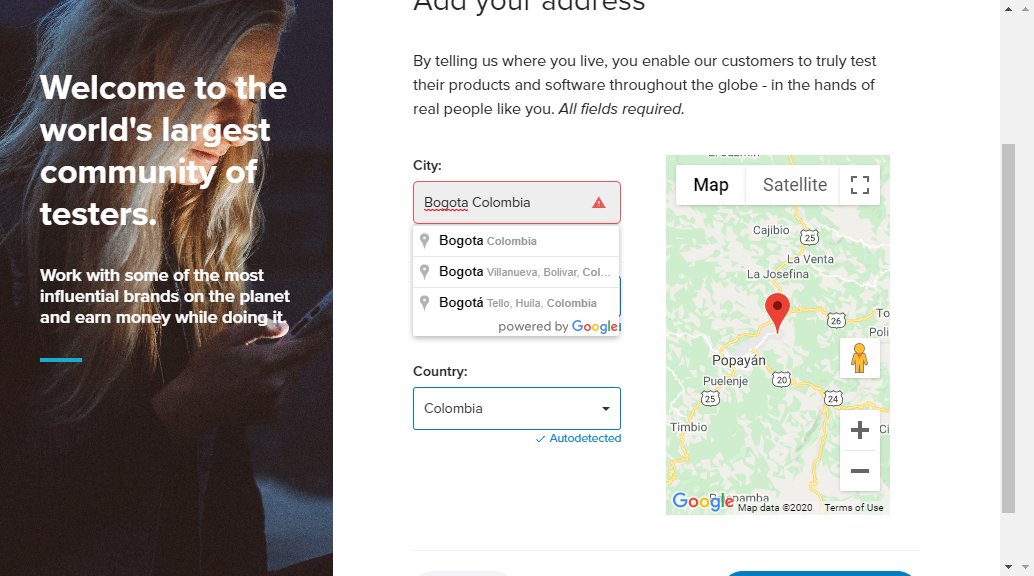 Add your address
Welcome to the
world's largest
community of
testers.
Work with some of the most
influential brands on the planet
and earn money while doing it.
By telling us where you live, you enable our customers to truly test
their products and software throughout the globe - in the hands of
real people like you. All fields required.
City:
Bogota Colombia
Bogota Colombia
Bogota Villanueva, Bolivar, Col...
Bogotá Tello, Huila, Colombia
powered by Google
Country:
Colombia
Autodetected
Map Satellite
Cajibio
25
La Venta
La Josefina
26
To
Poli
Popayán
Puelenje
20
25
24
Timbio
Ci
Google
Map data ©2020 Terms of Use